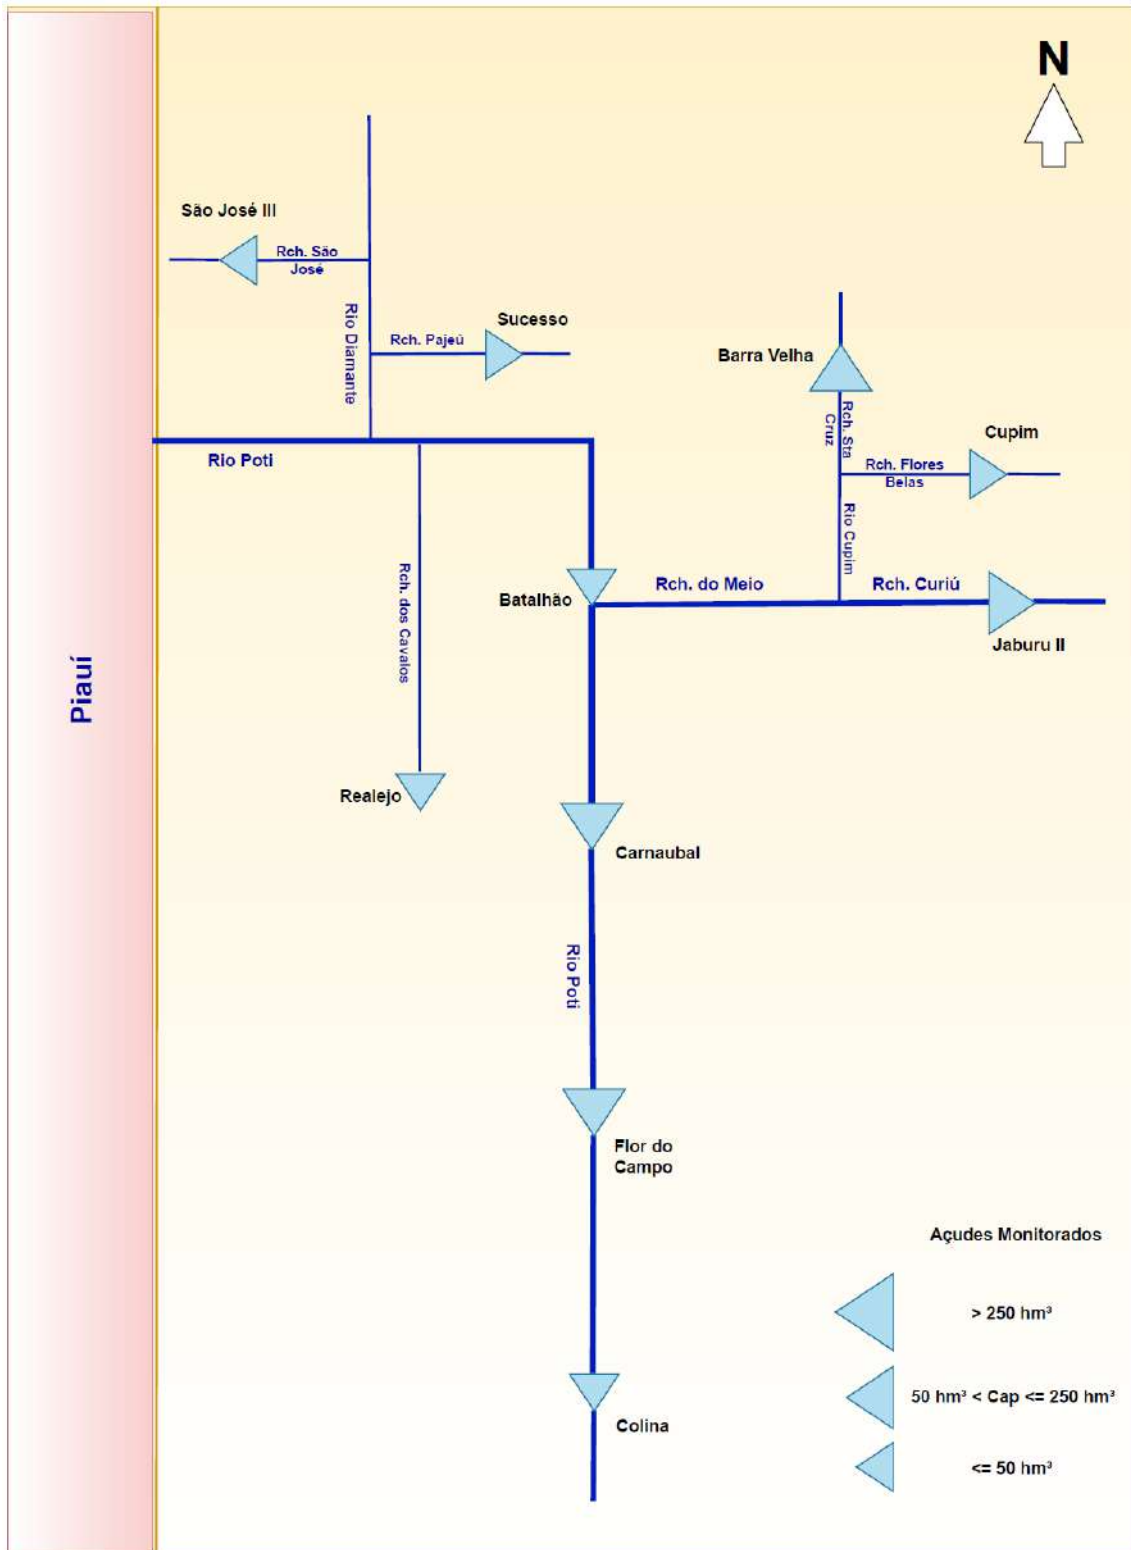 N
São José III
Rch. São
José
Rio Diamante
Sucesso
Rch. Pajeú
Barra Velha
Rch. Sta
Cruz
Cupim
Rch. Flores
Belas
Rio Poti
Rio Cupim
Rch. dos Cavalos
Batalhão
Rch. do Meio
Rch. Curiú
Jaburu II
Piauí
Realejo
Carnaubal
Rio Poti
Flor do
Campo
Açudes Monitorados
> 250 hm³
50 hm³ < Cap <= 250 hm³
<= 50 hm³
Colina